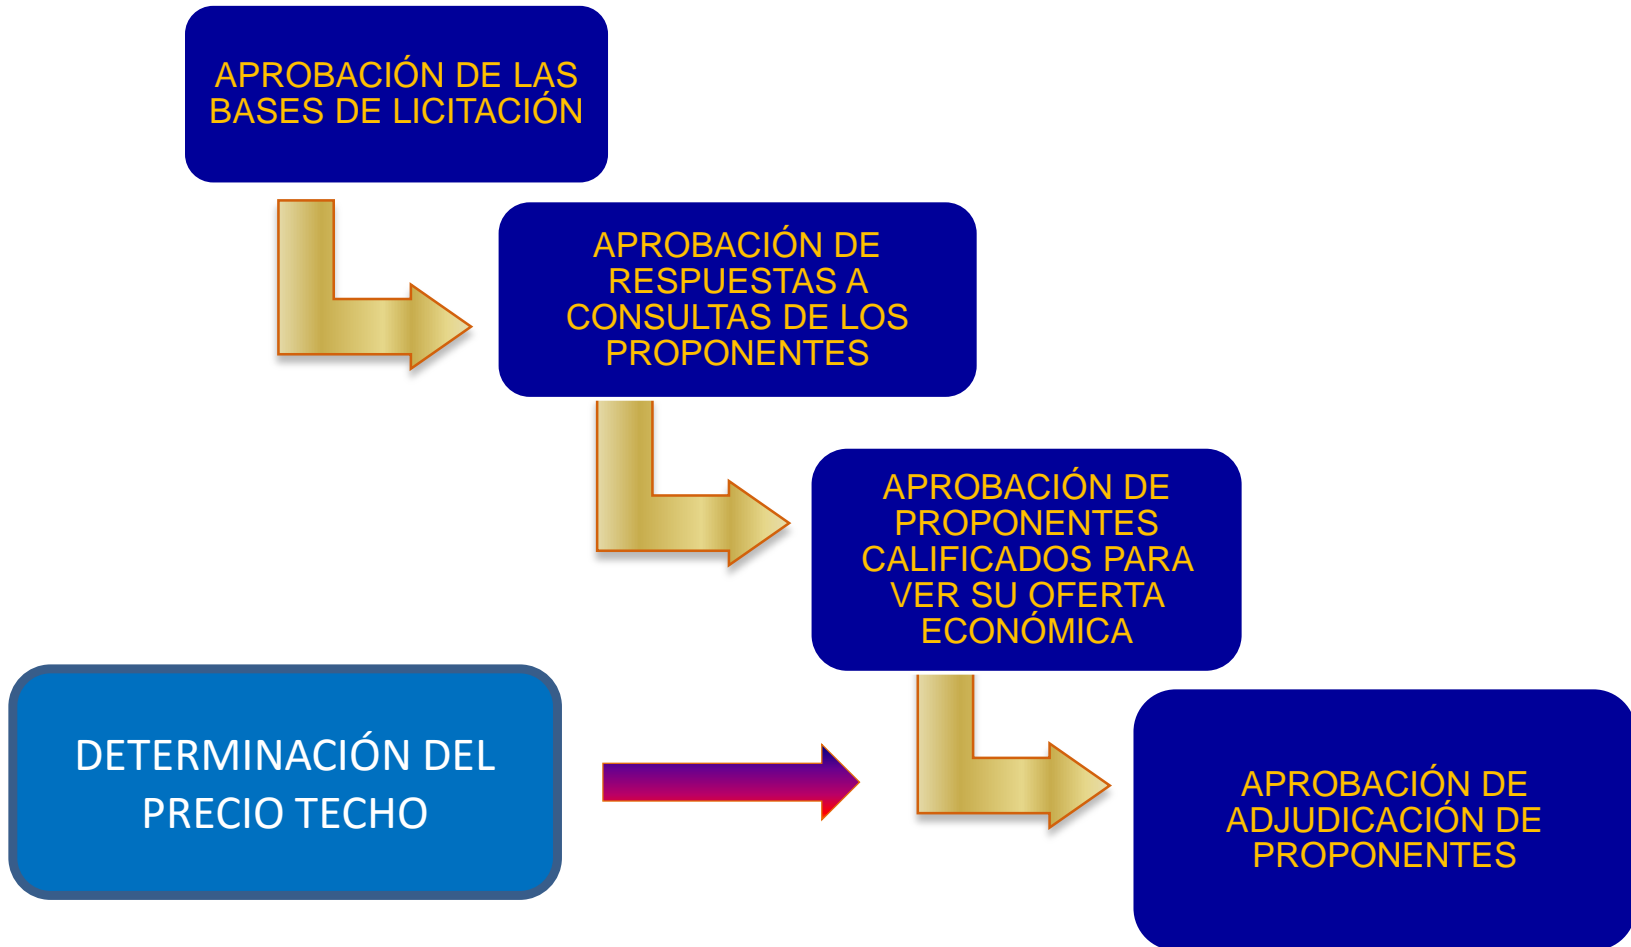 APROBACIÓN DE LAS
BASES DE LICITACIÓN
APROBACIÓN DE
RESPUESTAS A
CONSULTAS DE LOS
PROPONENTES
APROBACIÓN DE
PROPONENTES
CALIFICADOS PARA
VER SU OFERTA
ECONÓMICA
DETERMINACIÓN DEL
PRECIO TECHO
APROBACIÓN DE
ADJUDICACIÓN DE
PROPONENTES